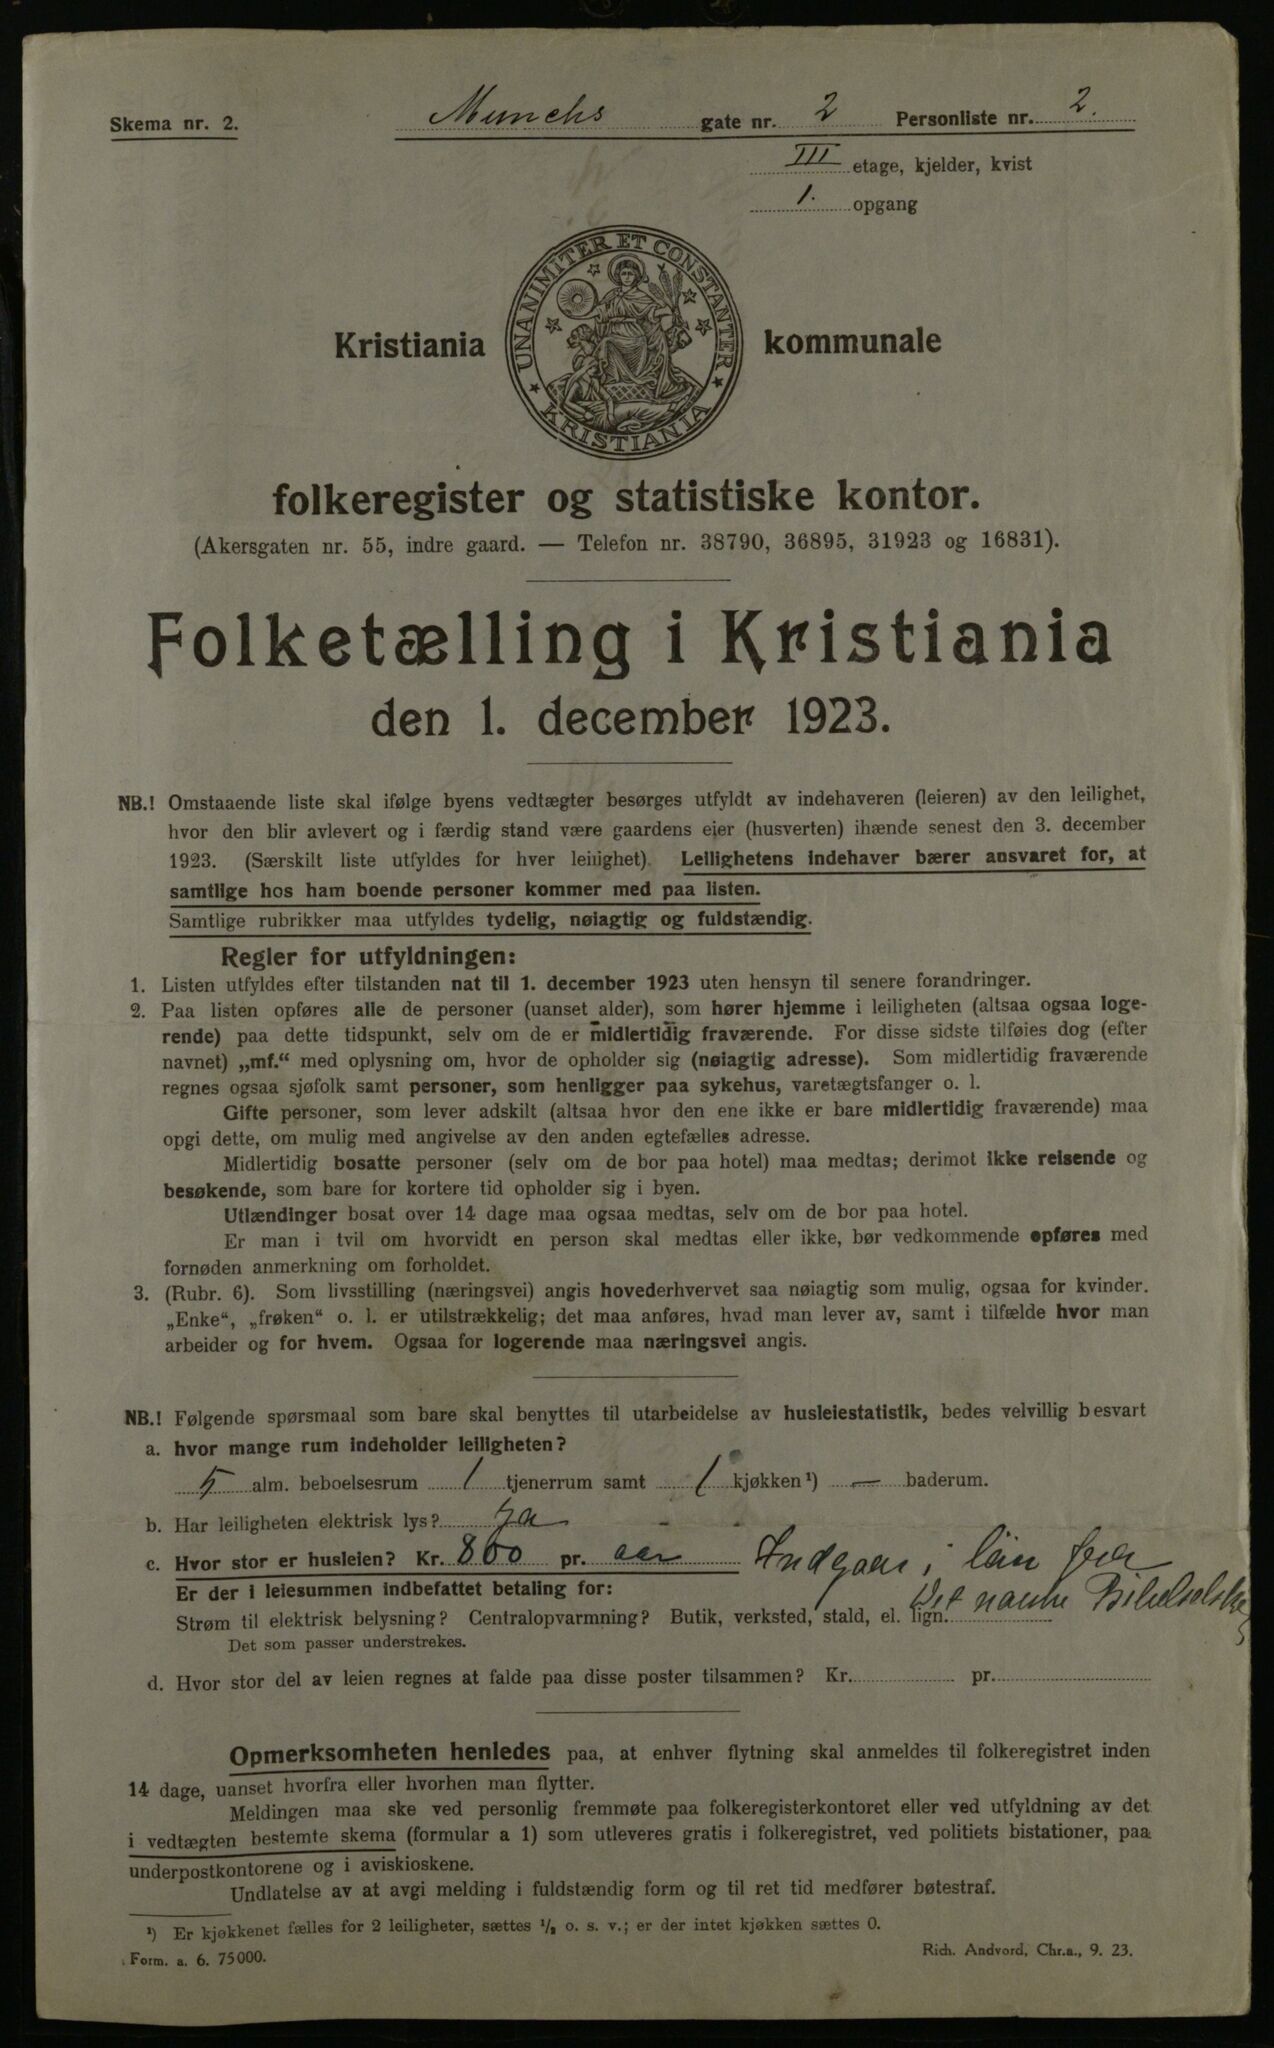 Skema nr. 2.
Munchs gate nr. 2 Personliste nr. 2.
III etage, kjelder, kvist
1. opgang
UNANIMITER ET CONSTANTER
KRISTIANIA
Kristiania kommunale
folkeregister og statistiske kontor.
(Akersgaten nr. 55, indre gaard. — Telefon nr. 38790, 36895, 31923 og 16831).
Folketælling i Kristiania
den 1. december 1923.
NB.! Omstaaende liste skal ifølge byens vedtægter besørges utfyldt av indehaveren (leieren) av den leilighet,
hvor den blir avlevert og i færdig stand være gaardens eier (husverten) ihænde senest den 3. december
1923. (Særskilt liste utfyldes for hver leilighet). Leilighetens indehaver bærer ansvaret for, at
samtlige hos ham boende personer kommer med paa listen.
Samtlige rubrikker maa utfyldes tydelig, nøiagtig og fuldstændig.
Regler for utfyldningen:
1. Listen utfyldes efter tilstanden nat til 1. december 1923 uten hensyn til senere forandringer.
2. Paa listen opføres alle de personer (uanset alder), som hører hjemme i leiligheten (altsaa ogsaa loge-
rende) paa dette tidspunkt, selv om de er midlertidig fraværende. For disse sidste tilføies dog (efter
navnet) „mf.“ med oplysning om, hvor de opholder sig (nøiagtig adresse). Som midlertidig fraværende
regnes ogsaa sjøfolk samt personer, som henligger paa sykehus, varetægtsfanger o. l.
Gifte personer, som lever adskilt (altsaa hvor den ene ikke er bare midlertidig fraværende) maa
opgi dette, om mulig med angivelse av den anden egtefælles adresse.
Midlertidig bosatte personer (selv om de bor paa hotel) maa medtas; derimot ikke reisende og
besøkende, som bare for kortere tid opholder sig i byen.
Utlændinger bosat over 14 dage maa ogsaa medtas, selv om de bor paa hotel.
Er man i tvil om hvorvidt en person skal medtas eller ikke, bør vedkommende opføres med
fornøden anmerkning om forholdet.
3. (Rubr. 6). Som livsstilling (næringsvei) angis hovederhvervet saa nøiagtig som mulig, ogsaa for kvinder.
„Enke“, „frøken“ o. l. er utilstrækkelig; det maa anføres, hvad man lever av, samt i tilfælde hvor man
arbeider og for hvem. Ogsaa for logerende maa næringsvei angis.
NB.! Følgende spørsmaal som bare skal benyttes til utarbeidelse av husleiestatistik, bedes velvillig besvart
a. hvor mange rum indeholder leiligheten?
5 alm. beboelsesrum 1 tjenerrum samt 1 kjøkken¹) — baderum.
b. Har leiligheten elektrisk lys? Ja
c. Hvor stor er husleien? Kr. 800 pr. aar Indgaar i løn fra
Er der i leiesummen indbefattet betaling for: Det norske Bibelselskap
Strøm til elektrisk belysning? Centralopvarmning? Butik, verksted, stald, el. lign.
Det som passer understrekes.
d. Hvor stor del av leien regnes at falde paa disse poster tilsammen? Kr. pr.
Opmerksomheten henledes paa, at enhver flytning skal anmeldes til folkeregistret inden
14 dage, uanset hvorfra eller hvorhen man flytter.
Meldingen maa ske ved personlig fremmøte paa folkeregisterkontoret eller ved utfyldning av det
i vedtægten bestemte skema (formular a 1) som utleveres gratis i folkeregistret, ved politiets bistationer, paa
underpostkontorene og i aviskioskene.
Undlatelse av at avgi melding i fuldstændig form og til ret tid medfører bøtestraf.
¹) Er kjøkkenet fælles for 2 leiligheter, sættes ½ o. s. v.; er der intet kjøkken sættes 0.
Form. a. 6. 75000.
Rich. Andvord, Chr.a., 9. 23.